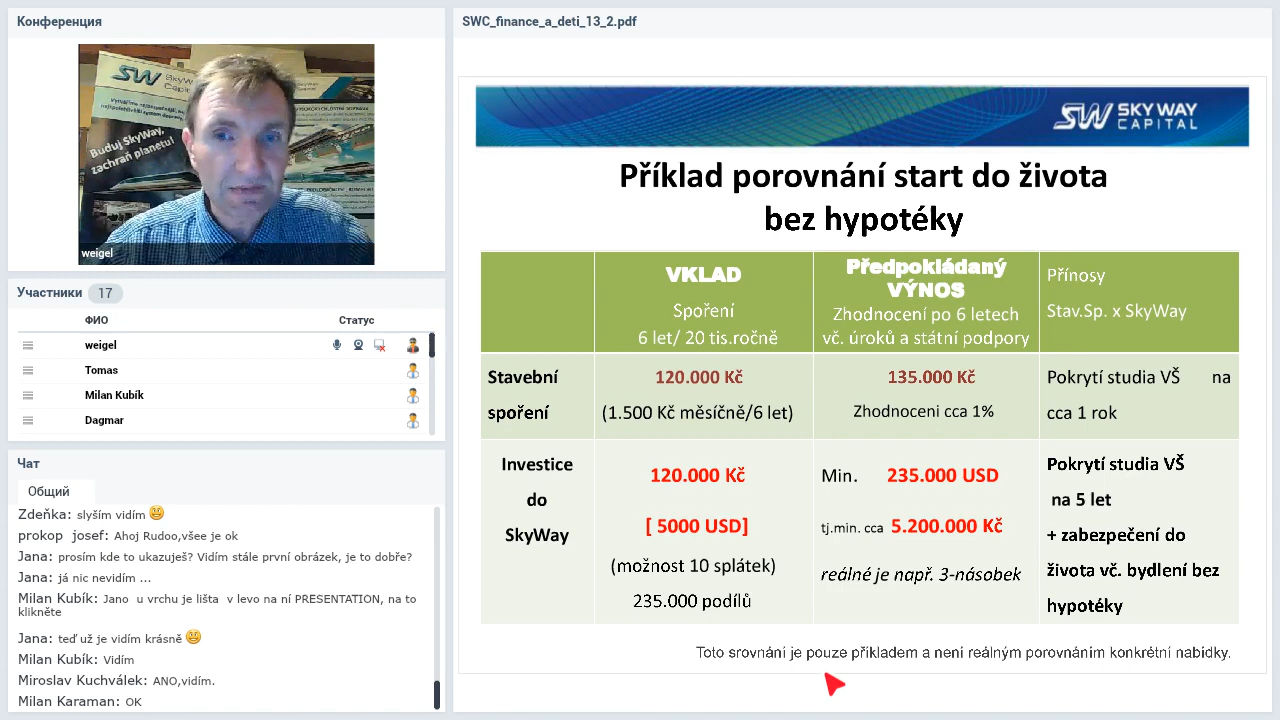 Конференция
SW SkyWay
Capital
Buduj SkyWay,
zachraň planetu!
weigel
Участники 17
ФИО Статус
weigel
Tomas
Milan Kubík
Dagmar
Чат
Общий
Zdeňka: slyším vidím
prokop josef: Ahoj Rudoo,všee je ok
Jana: prosím kde to ukazuješ? Vidím stále první obrázek, je to dobře?
Jana: já nic nevidím ...
Milan Kubík: Jano u vrchu je lišta v levo na ní PRESENTATION, na to
klikněte
Jana: teď už je vidím krásně
Milan Kubík: Vidím
Miroslav Kuchválek: ANO,vidím.
Milan Karaman: OK
SWC_finance_a_deti_13_2.pdf
SW SKY WAY
CAPITAL
Příklad porovnání start do života
bez hypotéky
VKLAD
Spoření
6 let/ 20 tis.ročně
Předpokládaný
VÝNOS
Zhodnocení po 6 letech
vč. úroků a státní podpory
Přínosy
Stav.Sp. x SkyWay
Stavební
spoření
120.000 Kč
(1.500 Kč měsíčně/6 let)
135.000 Kč
Zhodnoceni cca 1%
Pokrytí studia VŠ na
cca 1 rok
Investice
do
SkyWay
120.000 Kč
[ 5000 USD]
(možnost 10 splátek)
235.000 podílů
Min. 235.000 USD
tj.min. cca 5.200.000 Kč
reálné je např. 3-násobek
Pokrytí studia VŠ
na 5 let
+ zabezpečení do
života vč. bydlení bez
hypotéky
Toto srovnání je pouze příkladem a není reálným porovnáním konkrétní nabídky.